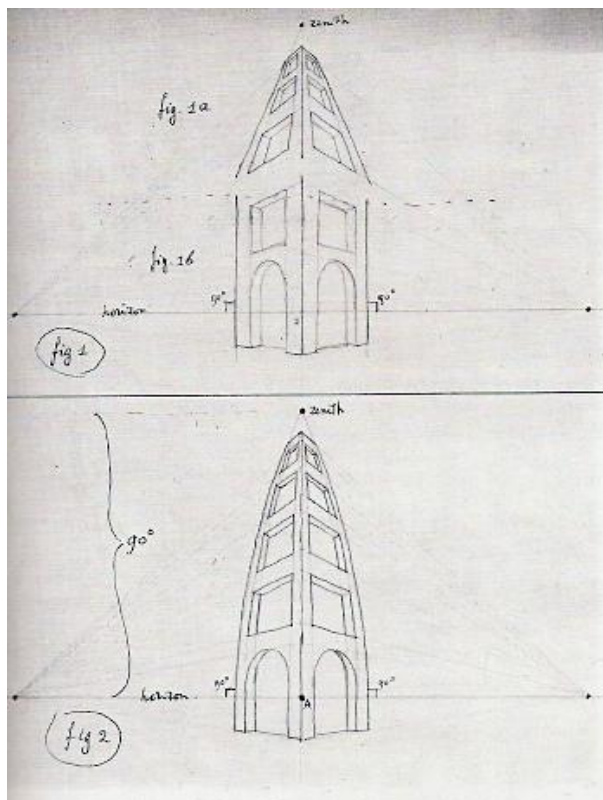 zenith
fig. 1a
fig. 1b
90° 90°
horizon
fig 1
zenith
90°
90° 90°
horizon
A
fig 2